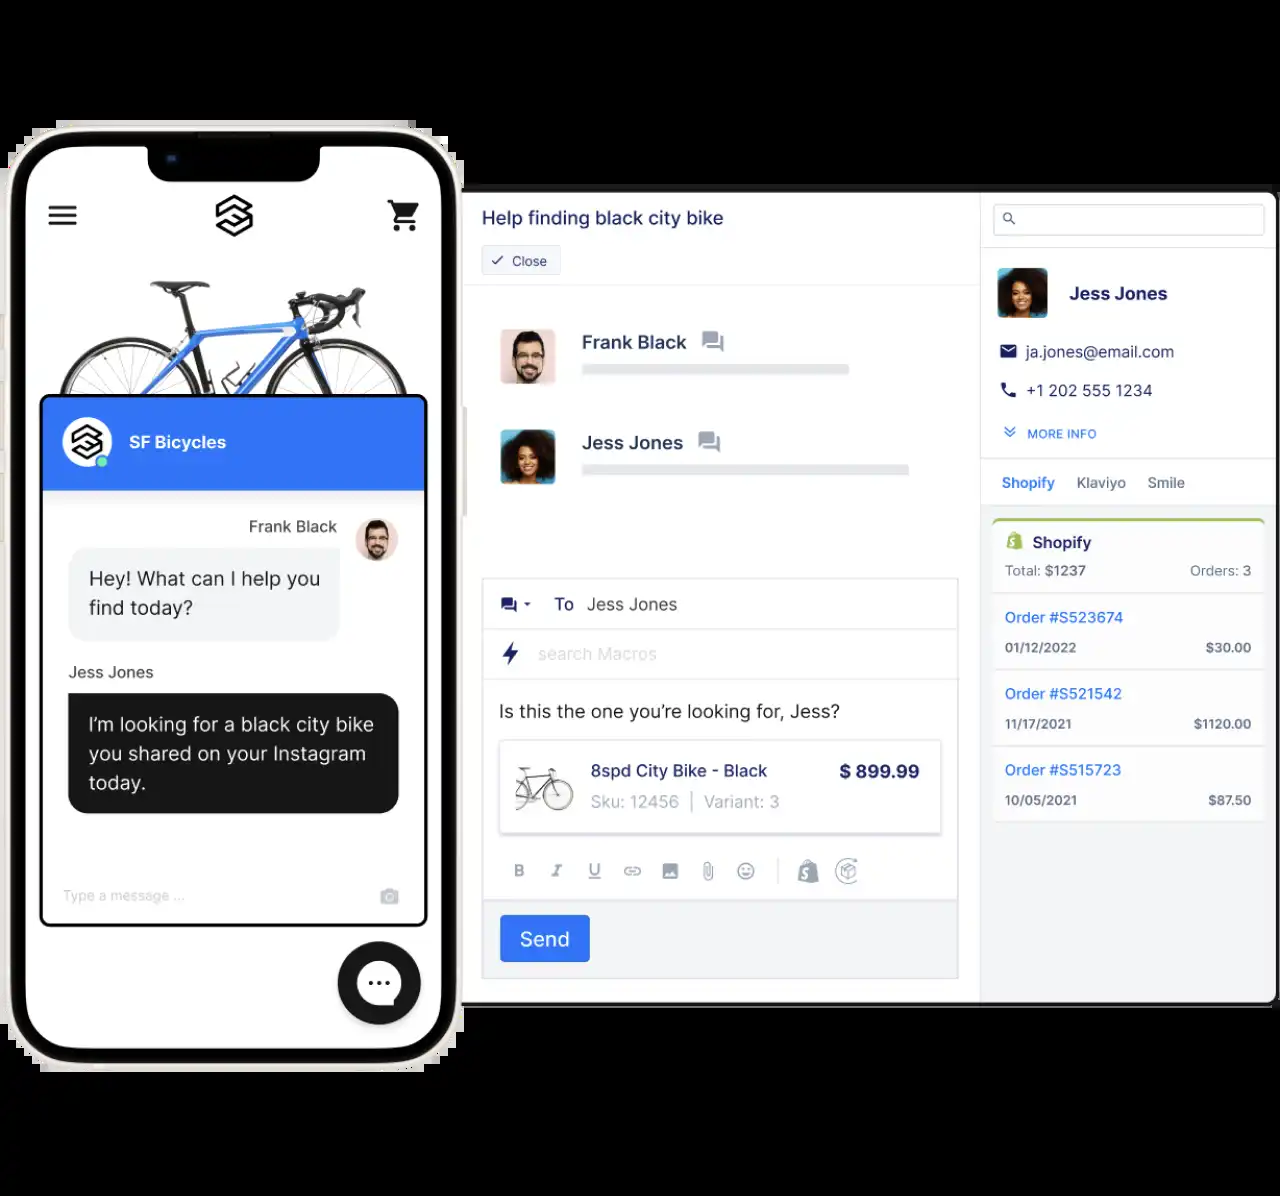 SF Bicycles
Frank Black
Hey! What can I help you
find today?
Jess Jones
I'm looking for a black city bike
you shared on your Instagram
today.
Type a message ...
Help finding black city bike
Close
Frank Black
Jess Jones
To Jess Jones
search Macros
Is this the one you're looking for, Jess?
8spd City Bike - Black $ 899.99
Sku: 12456 | Variant: 3
B I U
Send
Jess Jones
ja.jones@email.com
+1 202 555 1234
MORE INFO
Shopify Klaviyo Smile
Shopify
Total: $1237 Orders: 3
Order #S523674
01/12/2022 $30.00
Order #S521542
11/17/2021 $1120.00
Order #S515723
10/05/2021 $87.50